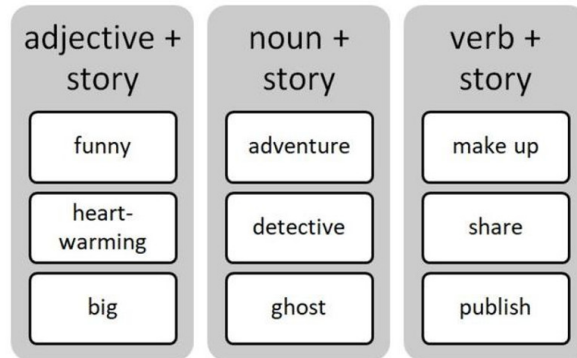 adjective +
story
funny
heart-
warming
big
noun +
story
adventure
detective
ghost
verb +
story
make up
share
publish